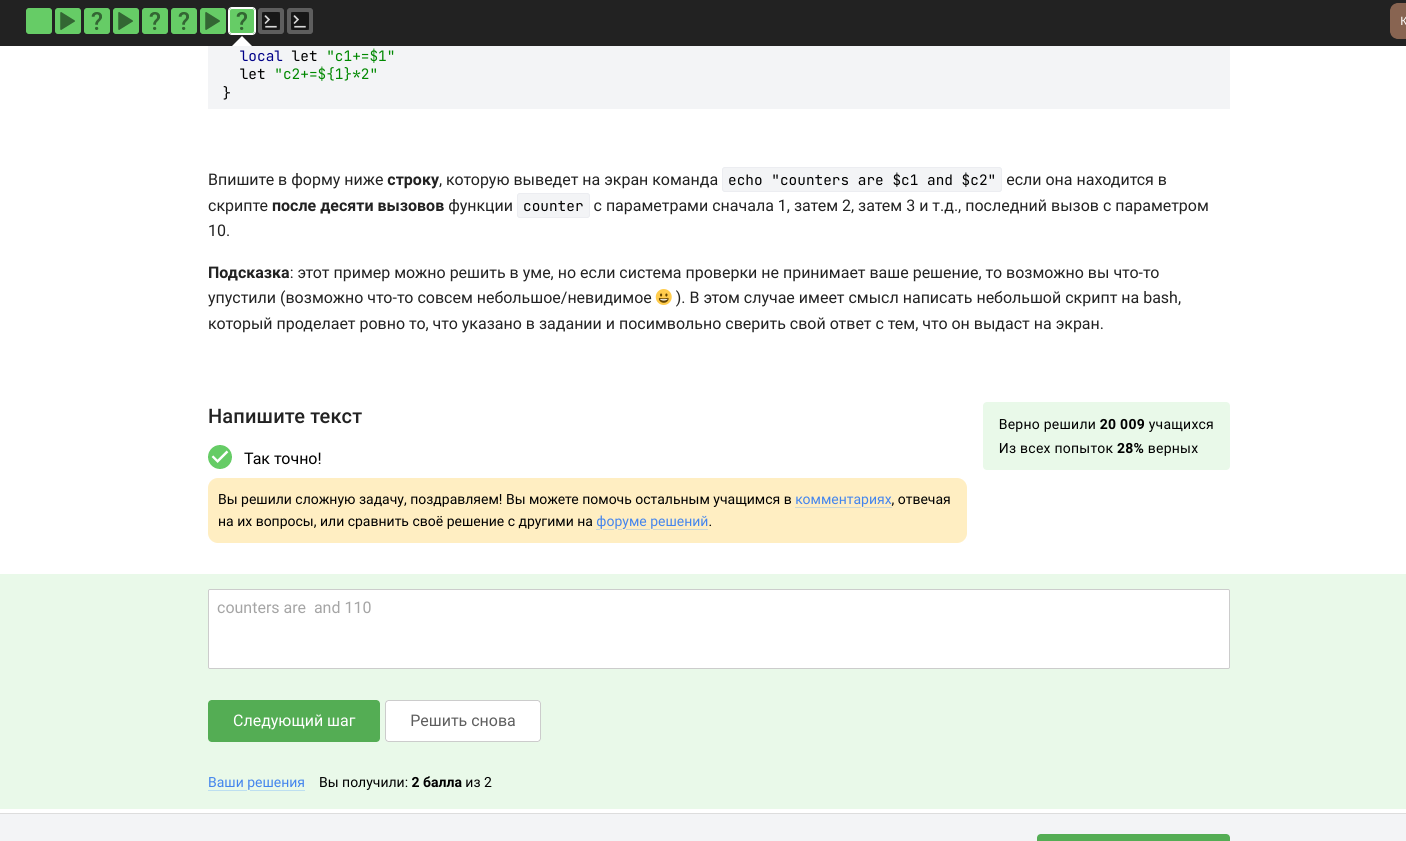 К
local let "c1+=$1"
let "c2+=${1}*2"
}
Впишите в форму ниже строку, которую выведет на экран команда echo "counters are $c1 and $c2" если она находится в
скрипте после десяти вызовов функции counter с параметрами сначала 1, затем 2, затем 3 и т.д., последний вызов с параметром
10.
Подсказка: этот пример можно решить в уме, но если система проверки не принимает ваше решение, то возможно вы что-то
упустили (возможно что-то совсем небольшое/невидимое 😀 ). В этом случае имеет смысл написать небольшой скрипт на bash,
который проделает ровно то, что указано в задании и посимвольно сверить свой ответ с тем, что он выдаст на экран.
Напишите текст
Верно решили 20 009 учащихся
Из всех попыток 28% верных
Так точно!
Вы решили сложную задачу, поздравляем! Вы можете помочь остальным учащимся в комментариях, отвечая
на их вопросы, или сравнить своё решение с другими на форуме решений.
counters are  and 110
Следующий шаг
Решить снова
Ваши решения Вы получили: 2 балла из 2